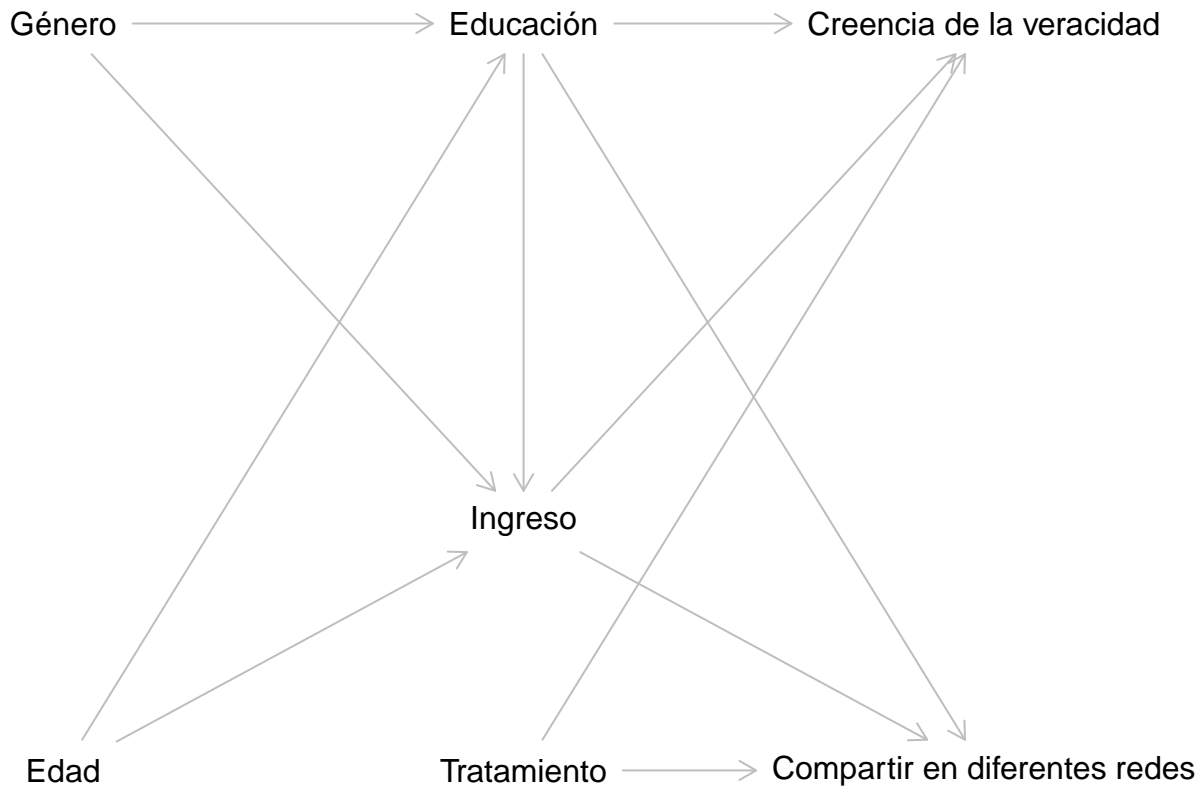 Género
Educación
Creencia de la veracidad
Ingreso
Edad
Tratamiento
Compartir en diferentes redes